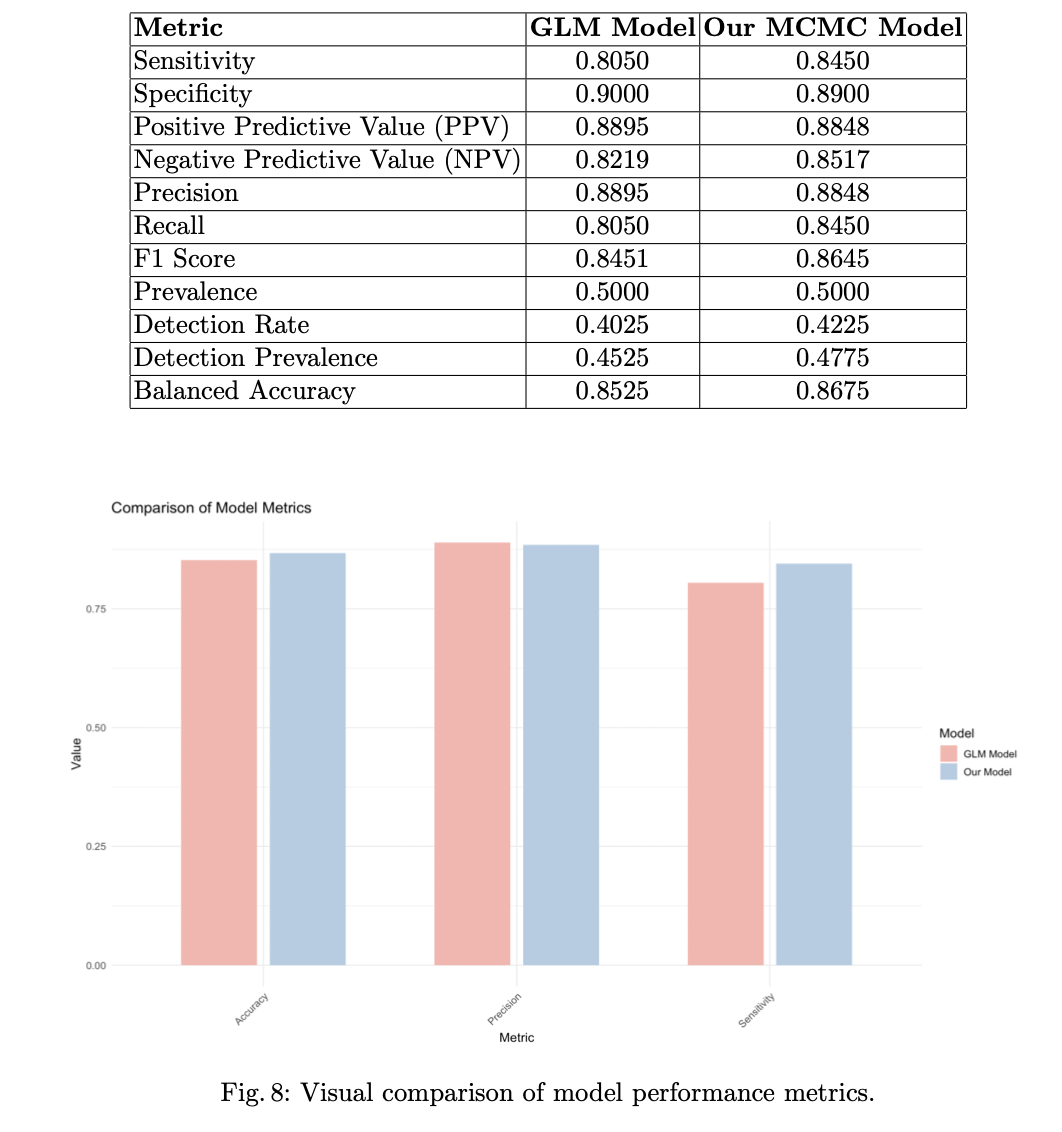 Metric GLM Model Our MCMC Model
Sensitivity 0.8050 0.8450
Specificity 0.9000 0.8900
Positive Predictive Value (PPV) 0.8895 0.8848
Negative Predictive Value (NPV) 0.8219 0.8517
Precision 0.8895 0.8848
Recall 0.8050 0.8450
F1 Score 0.8451 0.8645
Prevalence 0.5000 0.5000
Detection Rate 0.4025 0.4225
Detection Prevalence 0.4525 0.4775
Balanced Accuracy 0.8525 0.8675
Comparison of Model Metrics
0.75
0.50
0.25
0.00
Value
Accuracy Precision Sensitivity
Metric
Model
GLM Model
Our Model
Fig. 8: Visual comparison of model performance metrics.